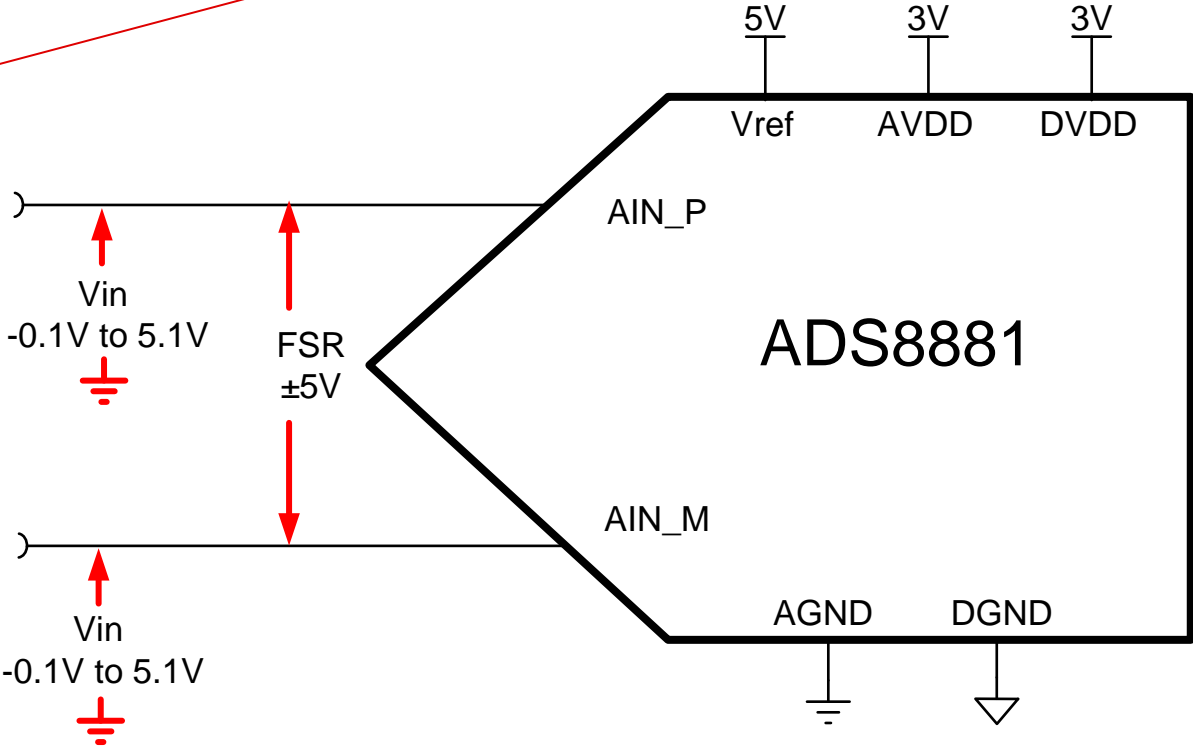 5V 3V 3V
Vref AVDD DVDD
AIN_P
Vin
-0.1V to 5.1V
FSR
±5V
ADS8881
AIN_M
Vin
-0.1V to 5.1V
AGND DGND